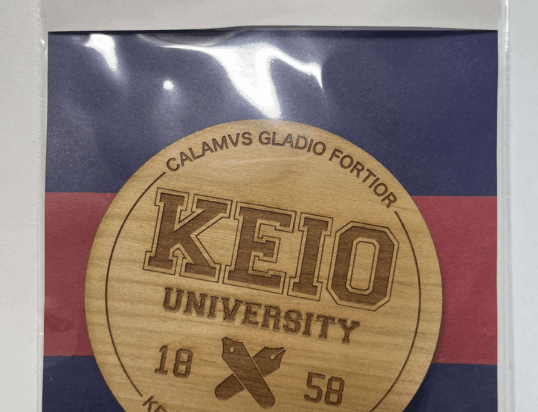 CALAMVS GLADIO FORTIOR
KEIO
UNIVERSITY
18 58